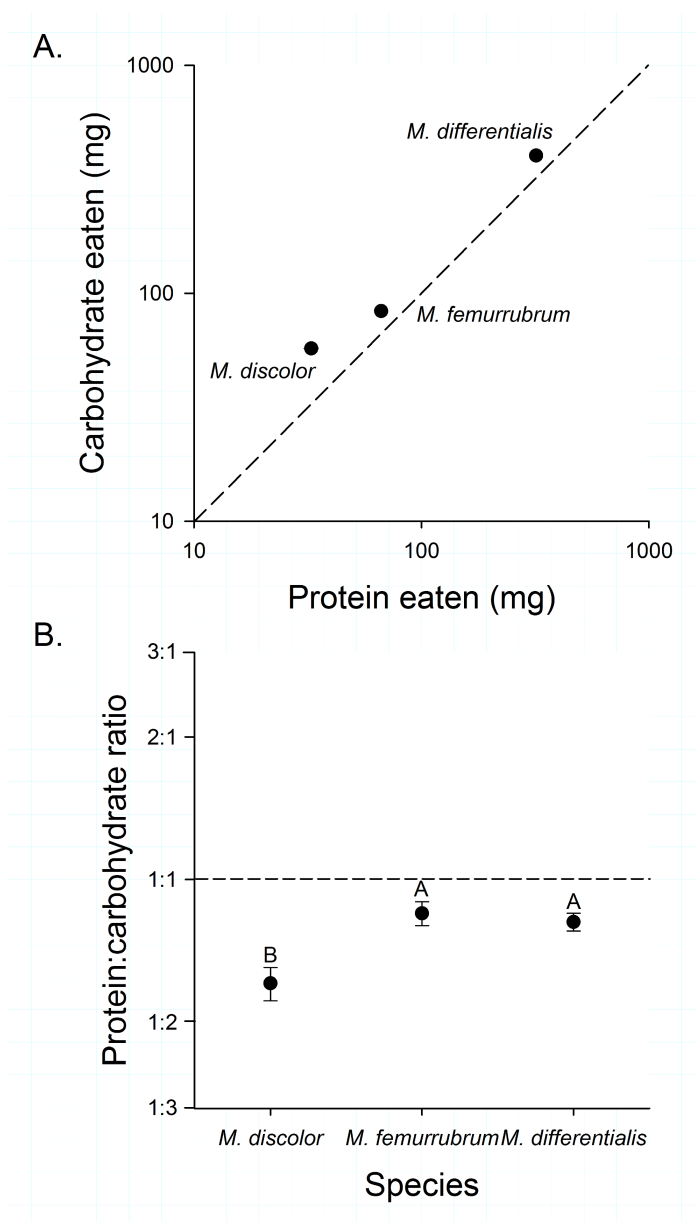 A.
1000
M. differentialis
Carbohydrate eaten (mg)
100
M. femurrubrum
M. discolor
10
10 100 1000
Protein eaten (mg)
B.
3:1
2:1
Protein:carbohydrate ratio
1:1
A
A
B
1:2
1:3
M. discolor M. femurrubrum M. differentialis
Species